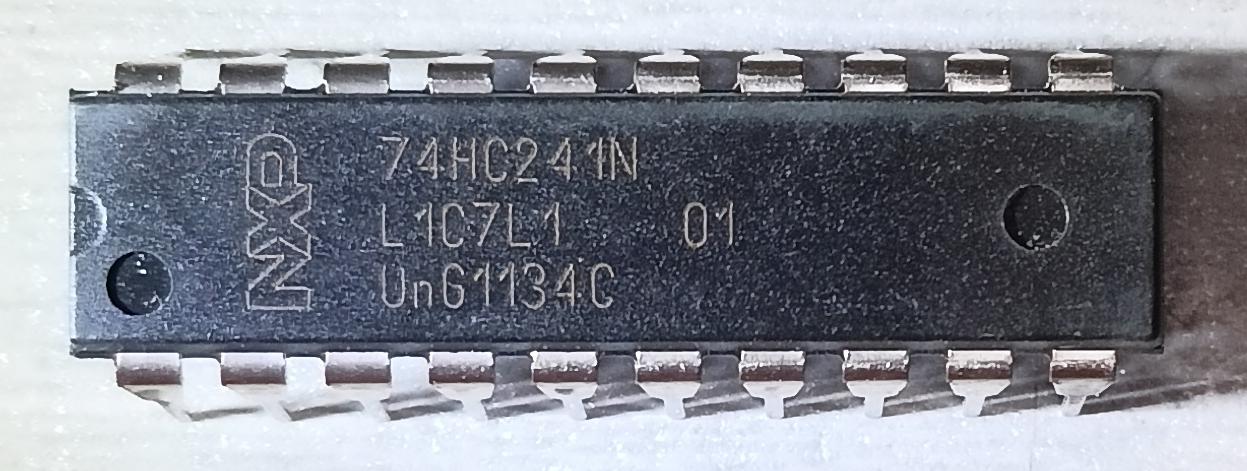 NXP
74HC241N
L1C7L1 01
UnG1134C